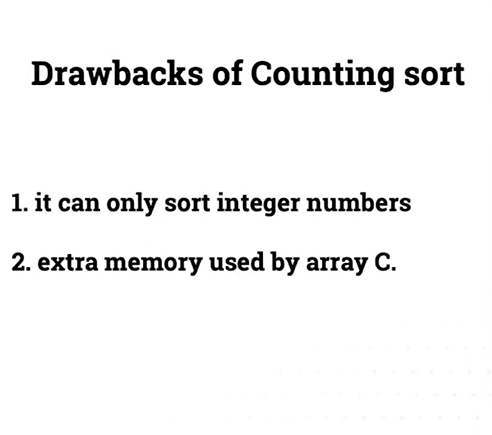 Drawbacks of Counting sort
1. it can only sort integer numbers
2. extra memory used by array C.